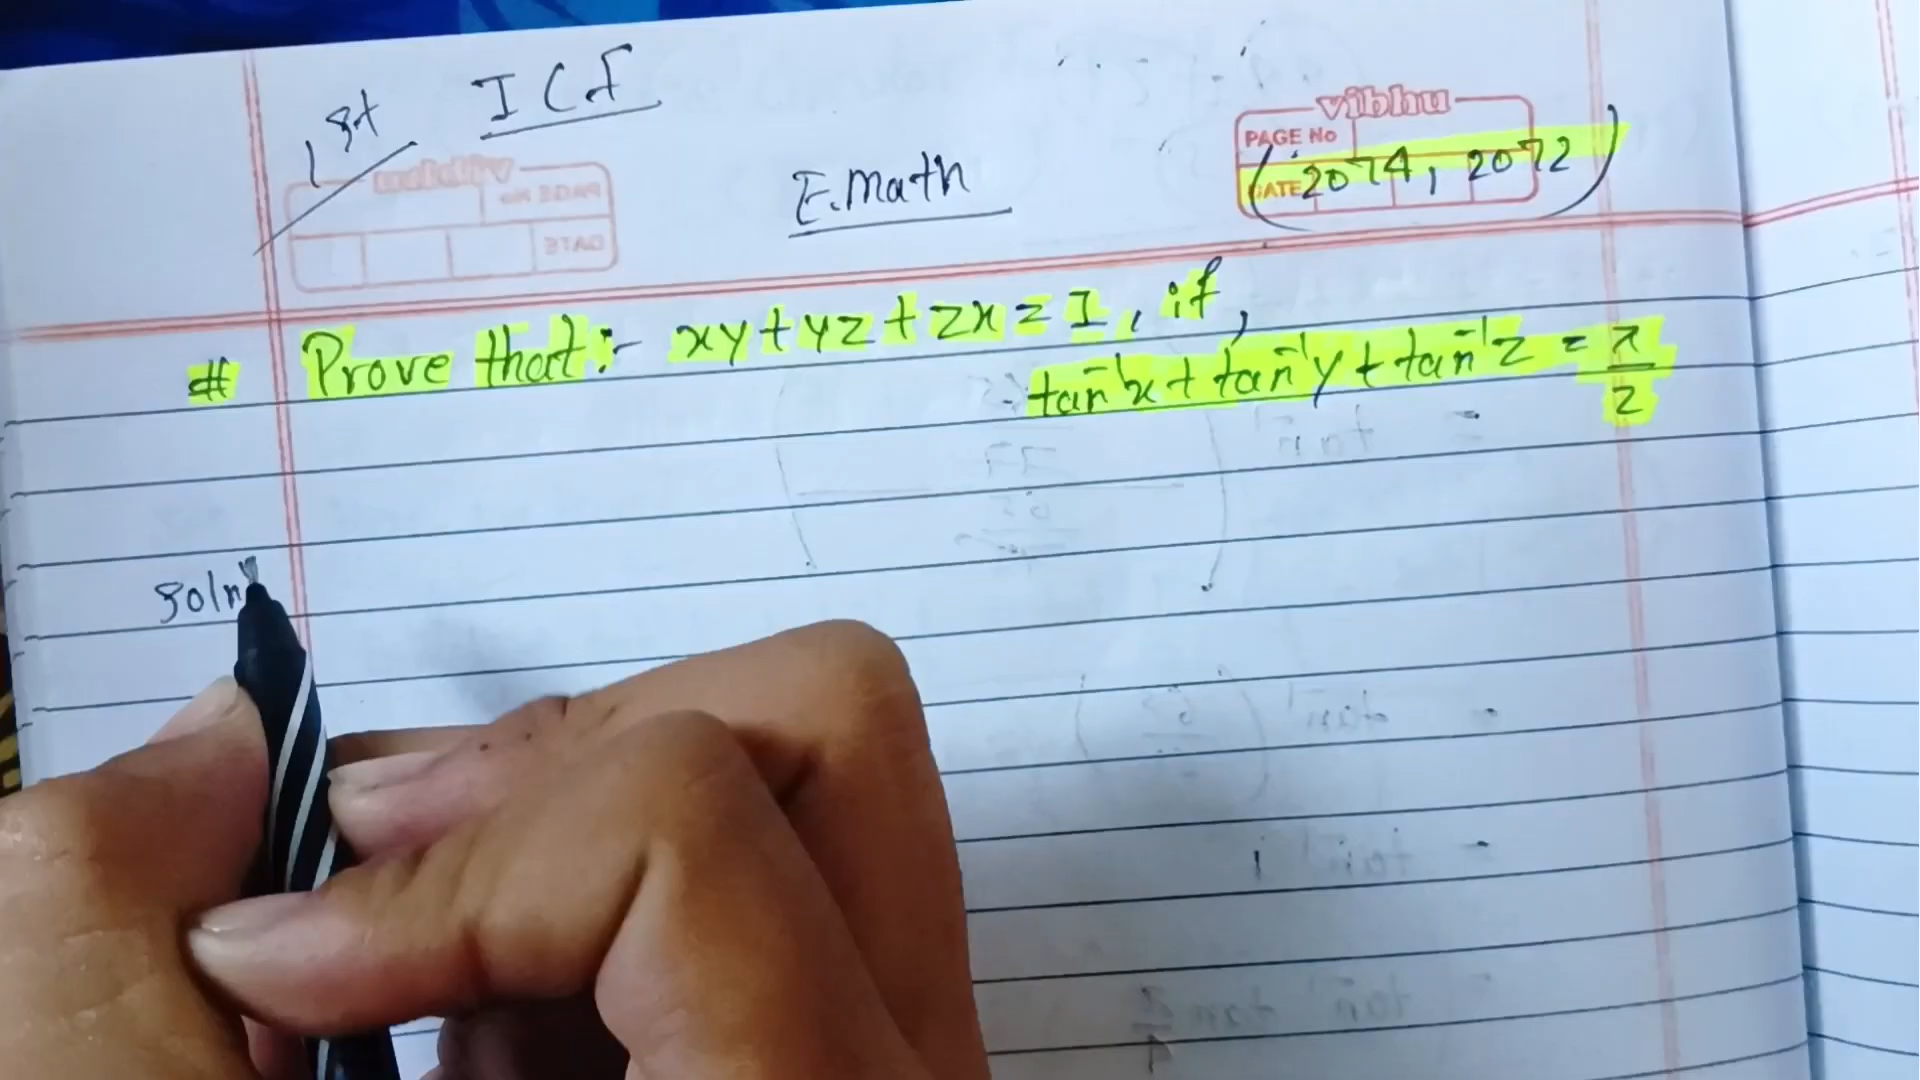 1st ICF
vibhu
PAGE No
DATE
(2074, 2072)
E.Math
# Prove that:- xy+yz+zx=1, if,
tan⁻¹x + tan⁻¹y + tan⁻¹z = π/2
Soln